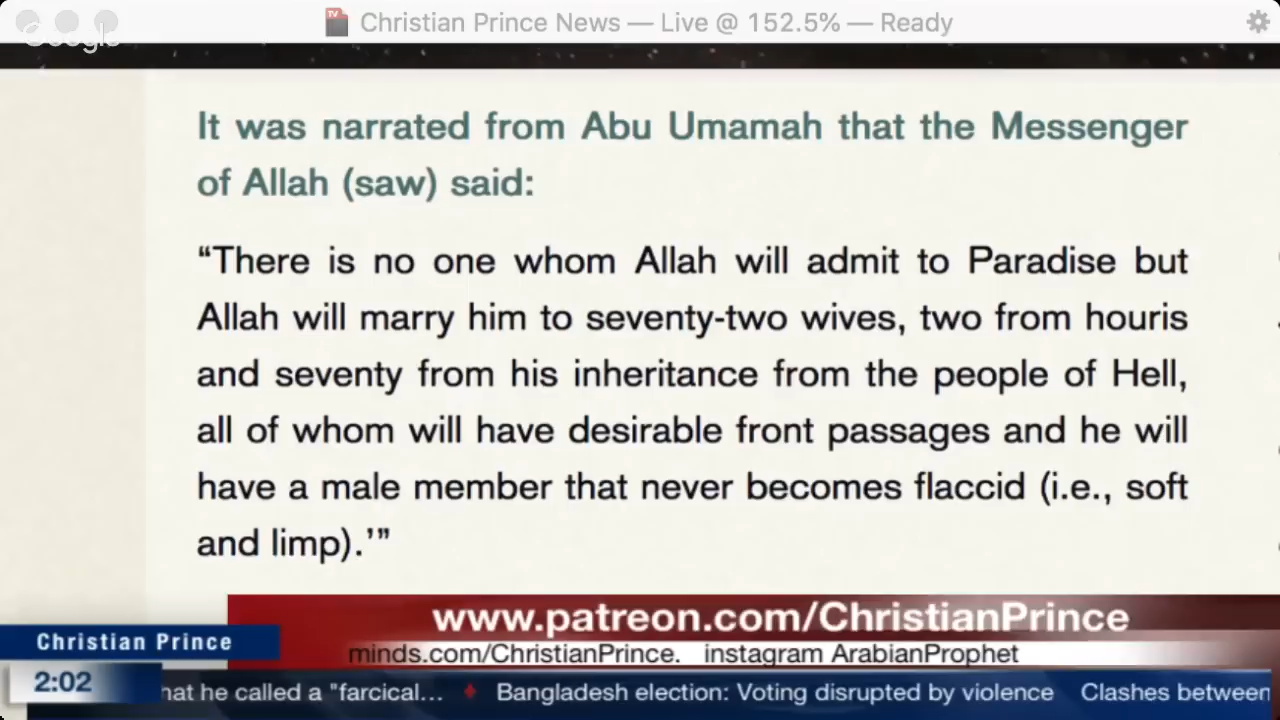 Christian Prince News — Live @ 152.5% — Ready
Google
It was narrated from Abu Umamah that the Messenger
of Allah (saw) said:
“There is no one whom Allah will admit to Paradise but
Allah will marry him to seventy-two wives, two from houris
and seventy from his inheritance from the people of Hell,
all of whom will have desirable front passages and he will
have a male member that never becomes flaccid (i.e., soft
and limp).’”
www.patreon.com/ChristianPrince
Christian Prince
minds.com/ChristianPrince. instagram ArabianProphet
2:02
hat he called a "farcical... ♦ Bangladesh election: Voting disrupted by violence Clashes between